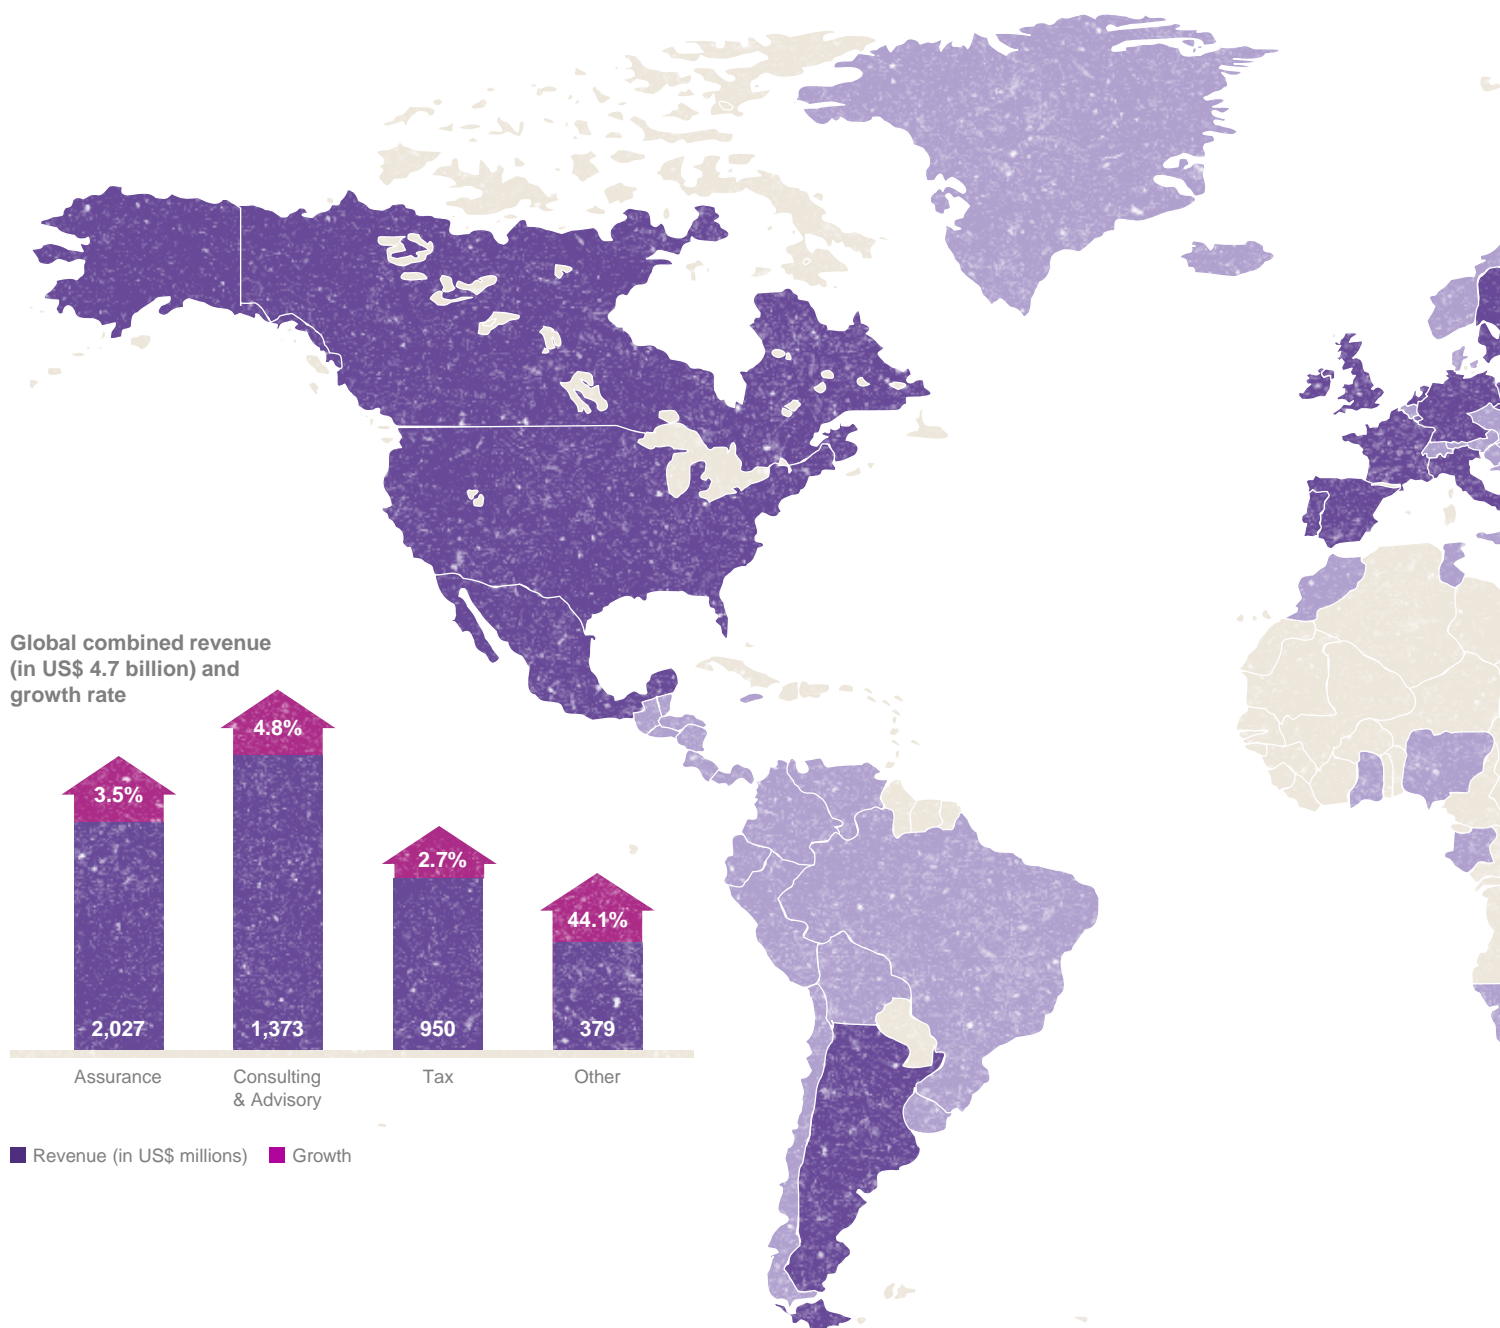 Global combined revenue
(in US$ 4.7 billion) and
growth rate
4.8%
3.5%
2.7%
44.1%
2,027
1,373
950
379
Assurance
Consulting
& Advisory
Tax
Other
Revenue (in US$ millions)
Growth